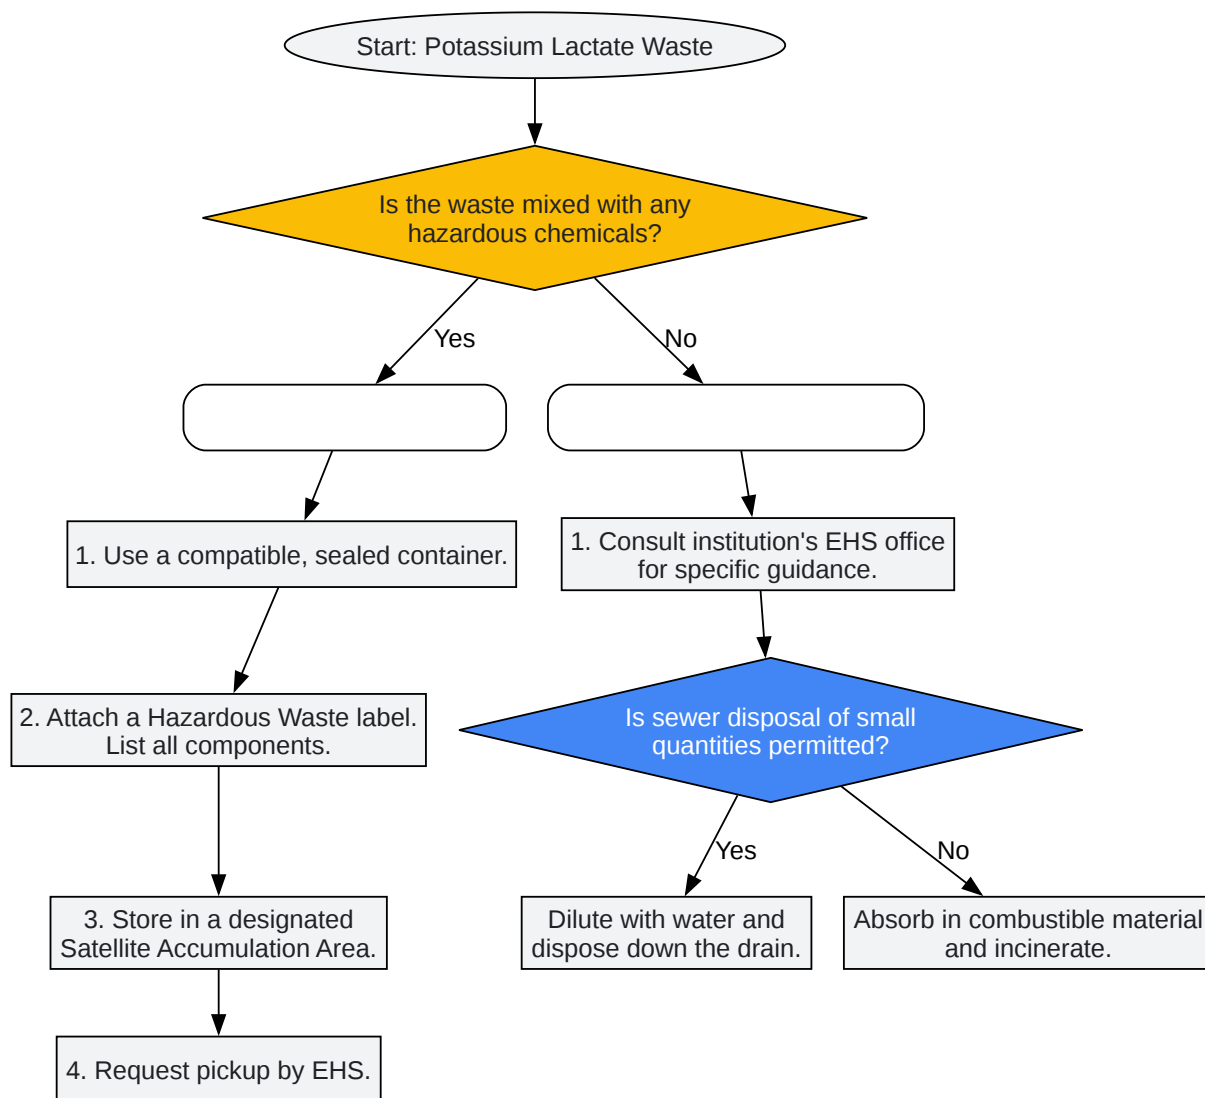 Start: Potassium Lactate Waste
Is the waste mixed with any
hazardous chemicals?
Yes
No
1. Use a compatible, sealed container.
1. Consult institution's EHS office
for specific guidance.
2. Attach a Hazardous Waste label.
List all components.
Is sewer disposal of small
quantities permitted?
Yes
No
3. Store in a designated
Satellite Accumulation Area.
Dilute with water and
dispose down the drain.
Absorb in combustible material
and incinerate.
4. Request pickup by EHS.